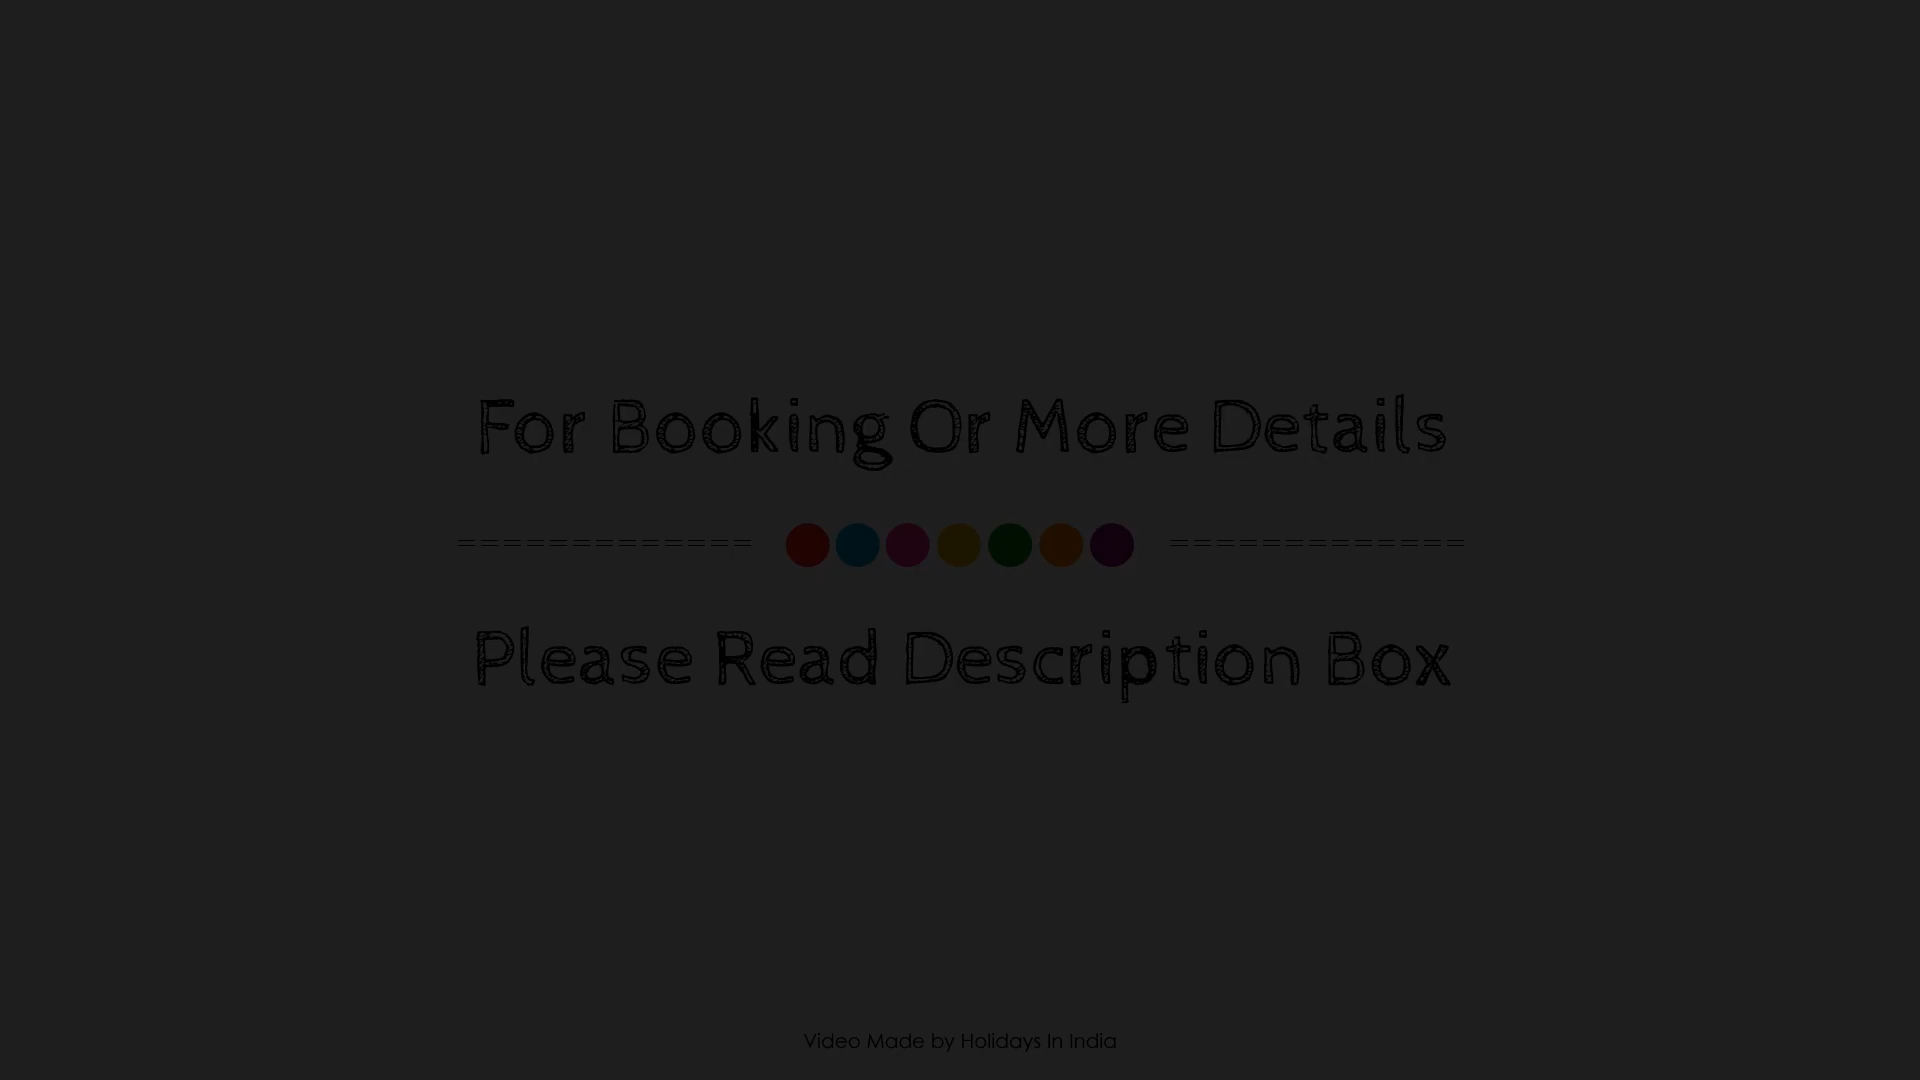 For Booking Or More Details
============= =============
Please Read Description Box
Video Made by Holidays In India